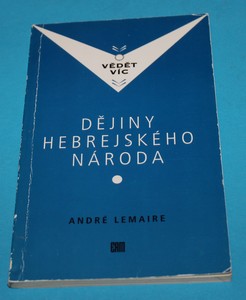 VĚDĚT
VÍC
DĚJINY
HEBREJSKÉHO
NÁRODA
ANDRÉ LEMAIRE